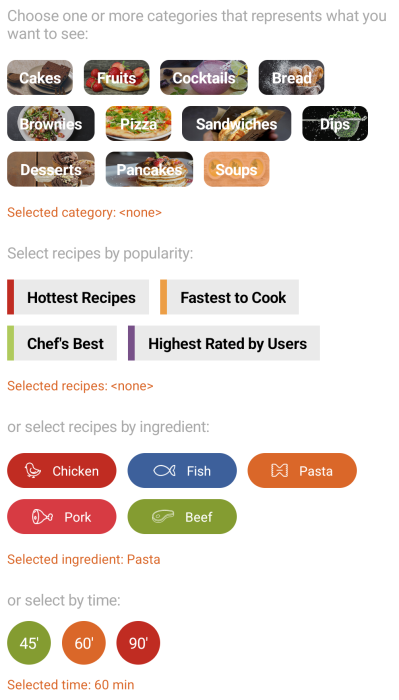 Choose one or more categories that represents what you
want to see:
Cakes Fruits Cocktails Bread
Brownies Pizza Sandwiches Dips
Desserts Pancakes Soups
Selected category: <none>
Select recipes by popularity:
Hottest Recipes Fastest to Cook
Chef's Best Highest Rated by Users
Selected recipes: <none>
or select recipes by ingredient:
Chicken Fish Pasta
Pork Beef
Selected ingredient: Pasta
or select by time:
45' 60' 90'
Selected time: 60 min